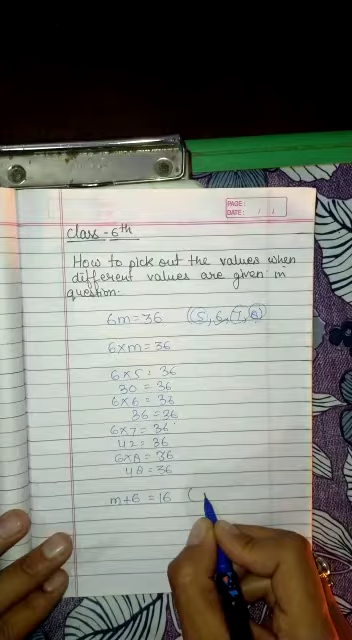 PAGE:
DATE: / /
Class - 6th
How to pick out the values when
different values are given in
question.
6m = 36 (5, 6, 7, 8)
6×m = 36
6×5 = 36
30 = 36
6×6 = 36
36 = 36
6×7 = 36
42 = 36
6×8 = 36
48 = 36
m+6 = 16 (